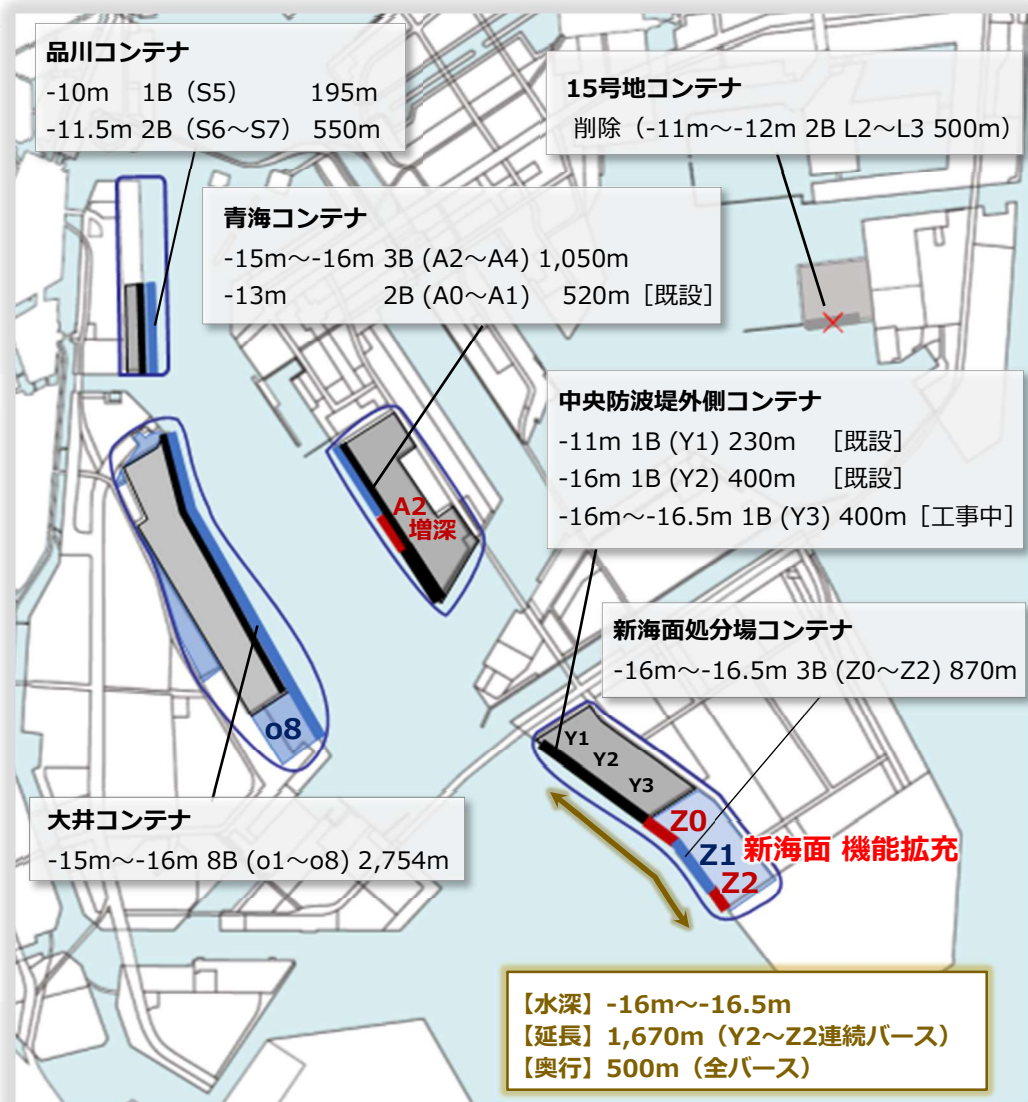 品川コンテナ
-10m 1B（S5） 195m
-11.5m 2B（S6～S7） 550m
15号地コンテナ
削除（-11m～-12m 2B L2～L3 500m）
青海コンテナ
-15m～-16m 3B (A2～A4) 1,050m
-13m 2B (A0～A1) 520m［既設］
中央防波堤外側コンテナ
-11m 1B (Y1) 230m ［既設］
-16m 1B (Y2) 400m ［既設］
-16m～-16.5m 1B (Y3) 400m［工事中］
A2
増深
新海面処分場コンテナ
-16m～-16.5m 3B (Z0～Z2) 870m
o8
Y1
Y2
Y3
大井コンテナ
-15m～-16m 8B (o1～o8) 2,754m
Z0
Z1 新海面 機能拡充
Z2
【水深】-16m～-16.5m
【延長】1,670m（Y2～Z2連続バース）
【奥行】500m（全バース）